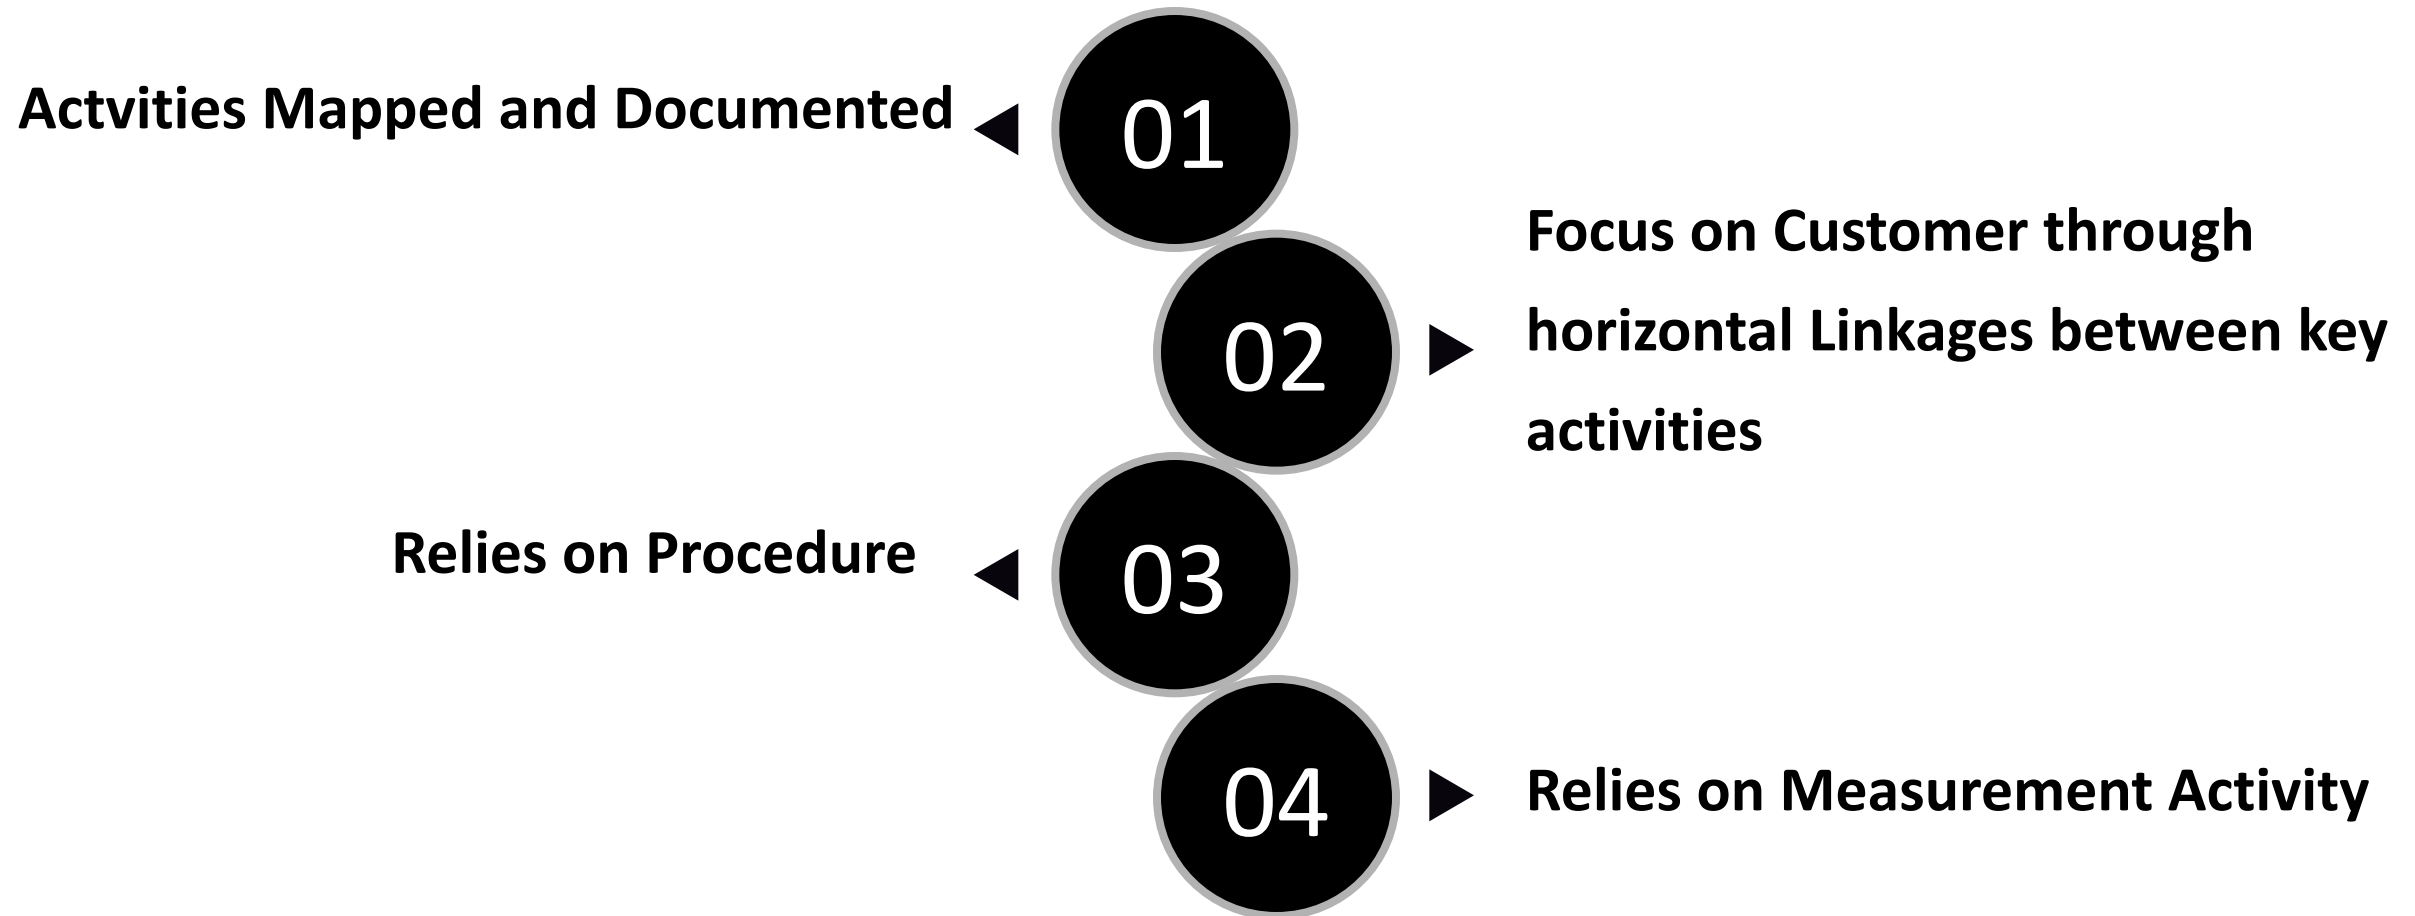 Actvities Mapped and Documented
01
02
Focus on Customer through
horizontal Linkages between key
activities
Relies on Procedure
03
04
Relies on Measurement Activity